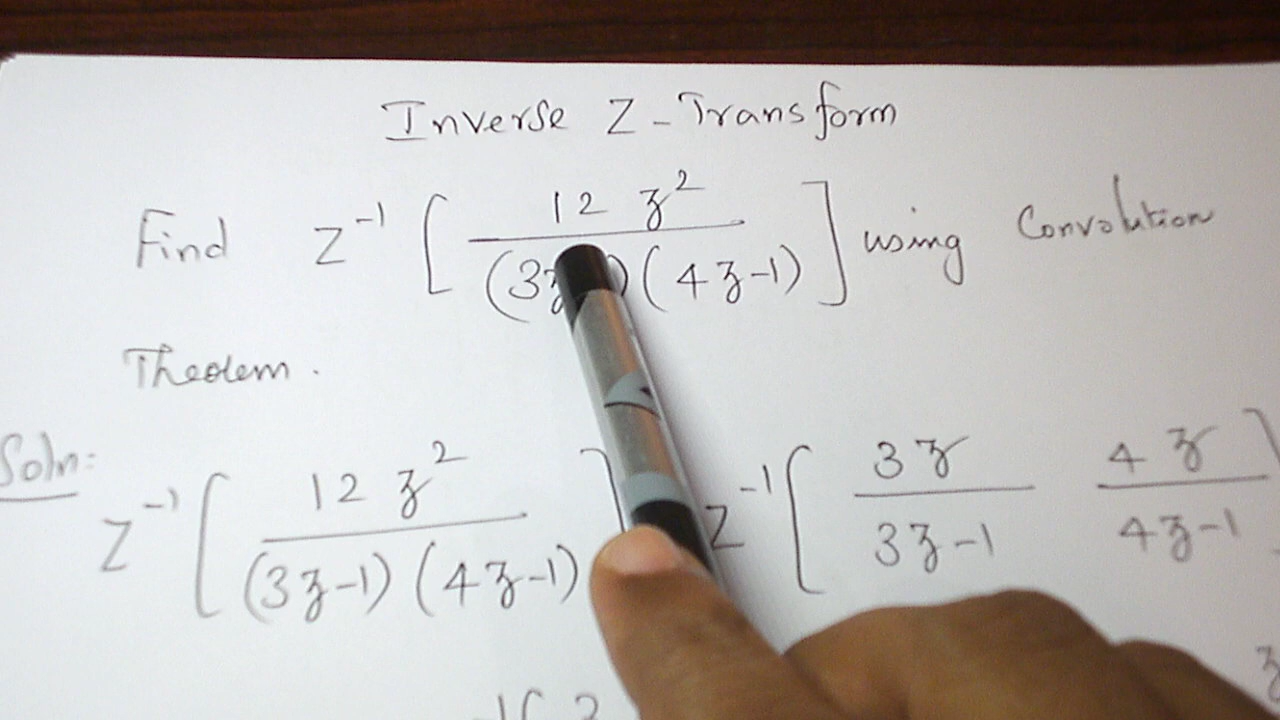 Inverse Z-Transform
Find Z⁻¹ [ 12 z² / (3z )(4z-1) ] using Convolution
Theorem.
Soln:
Z⁻¹ [ 12 z² / (3z-1)(4z-1) ] Z⁻¹ [ 3z / 3z-1 4z / 4z-1 ]